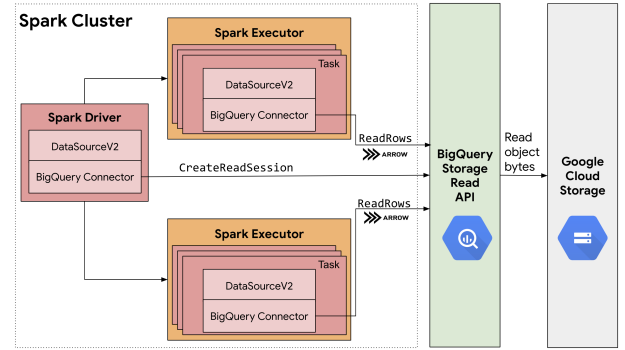 Spark Cluster
Spark Executor
Task
DataSourceV2
BigQuery Connector
Spark Driver
DataSourceV2
BigQuery Connector
ReadRows
ARROW
CreateReadSession
ReadRows
ARROW
Spark Executor
Task
DataSourceV2
BigQuery Connector
BigQuery
Storage
Read
API
Read
object
bytes
Google
Cloud
Storage